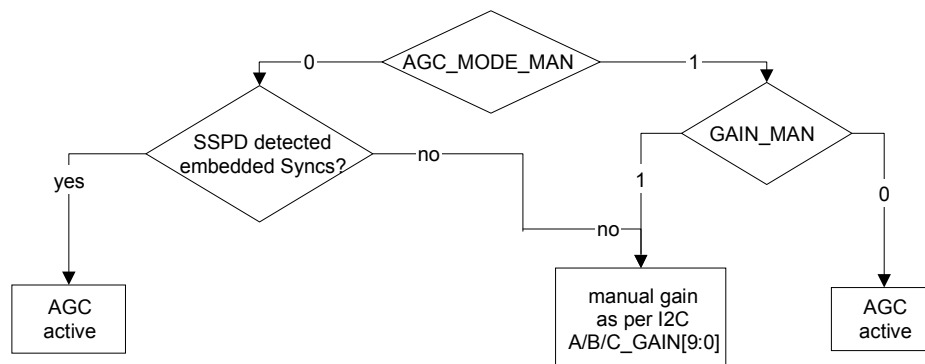 0
AGC_MODE_MAN
1
SSPD detected
embedded Syncs?
GAIN_MAN
yes
no
1
0
no
AGC
active
manual gain
as per I2C
A/B/C_GAIN[9:0]
AGC
active